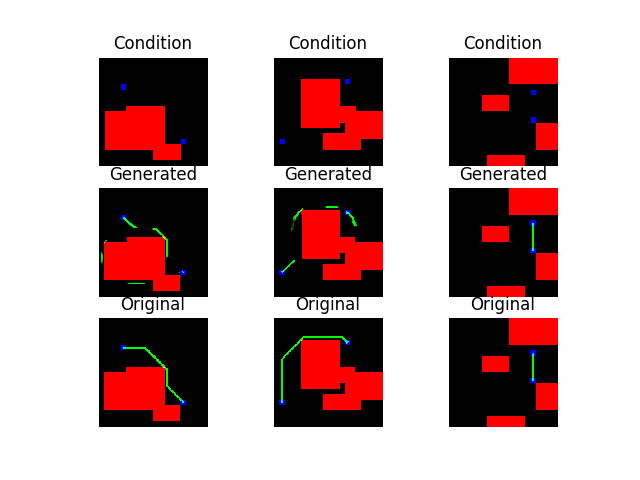 Condition
Condition
Condition
Generated
Generated
Generated
Original
Original
Original